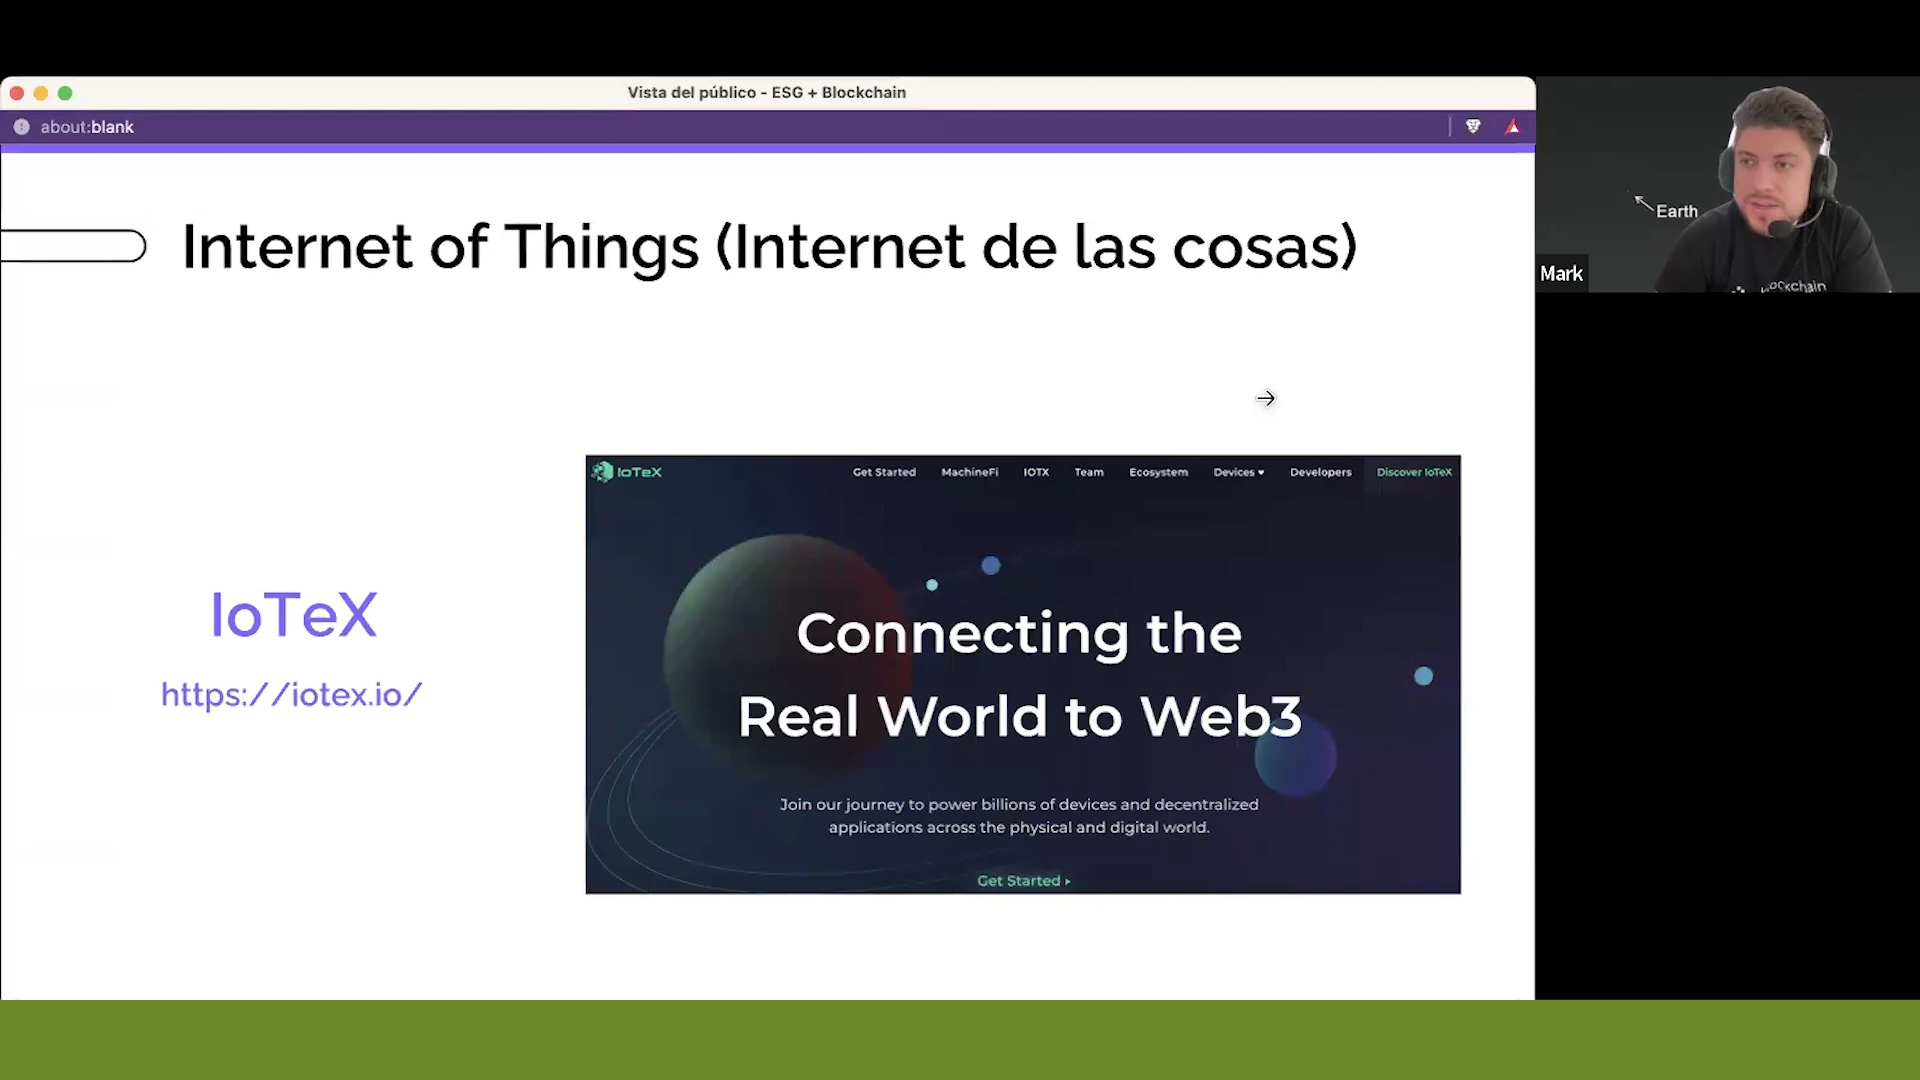 Vista del público - ESG + Blockchain
about:blank
Internet of Things (Internet de las cosas)
Earth
Mark
IoTeX
Get Started
MachineFi
IOTX
Team
Ecosystem
Devices
Developers
Discover IoTeX
IoTeX
https://iotex.io/
Connecting the
Real World to Web3
Join our journey to power billions of devices and decentralized
applications across the physical and digital world.
Get Started